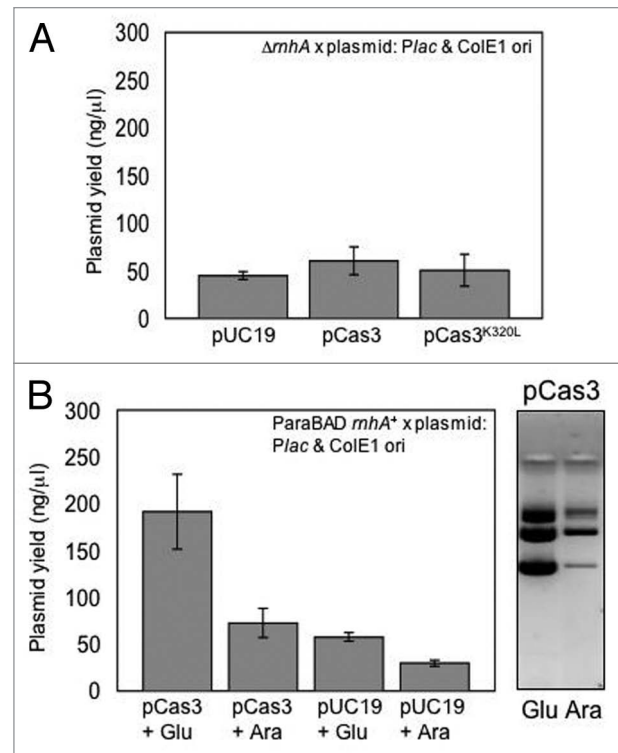 A
ΔrnhA x plasmid: Plac & ColE1 ori
Plasmid yield (ng/µl)
300
250
200
150
100
50
0
pUC19 pCas3 pCas3K320L
B
ParaBAD rnhA+ x plasmid:
Plac & ColE1 ori
Plasmid yield (ng/µl)
300
250
200
150
100
50
0
pCas3 pCas3 pUC19 pUC19
+ Glu + Ara + Glu + Ara
pCas3
Glu Ara